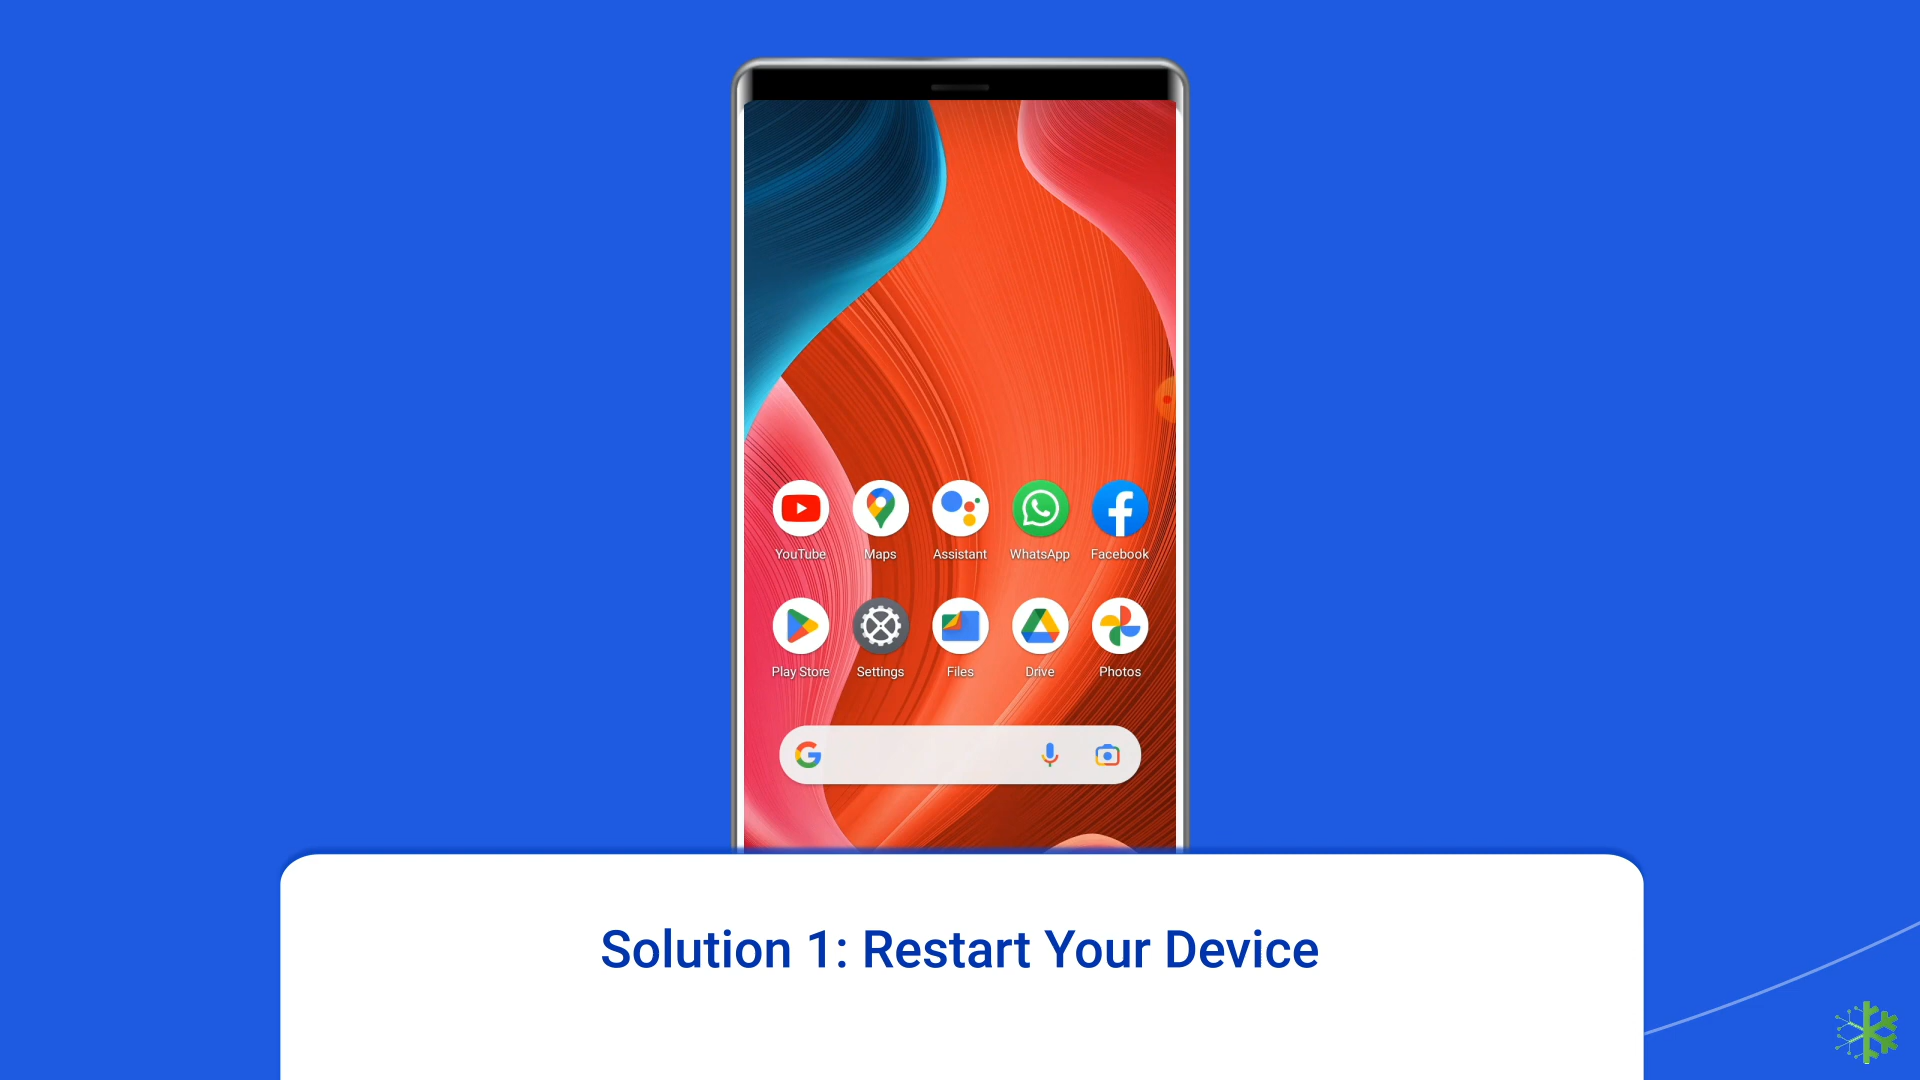 YouTube Maps Assistant WhatsApp Facebook
Play Store Settings Files Drive Photos
Solution 1: Restart Your Device